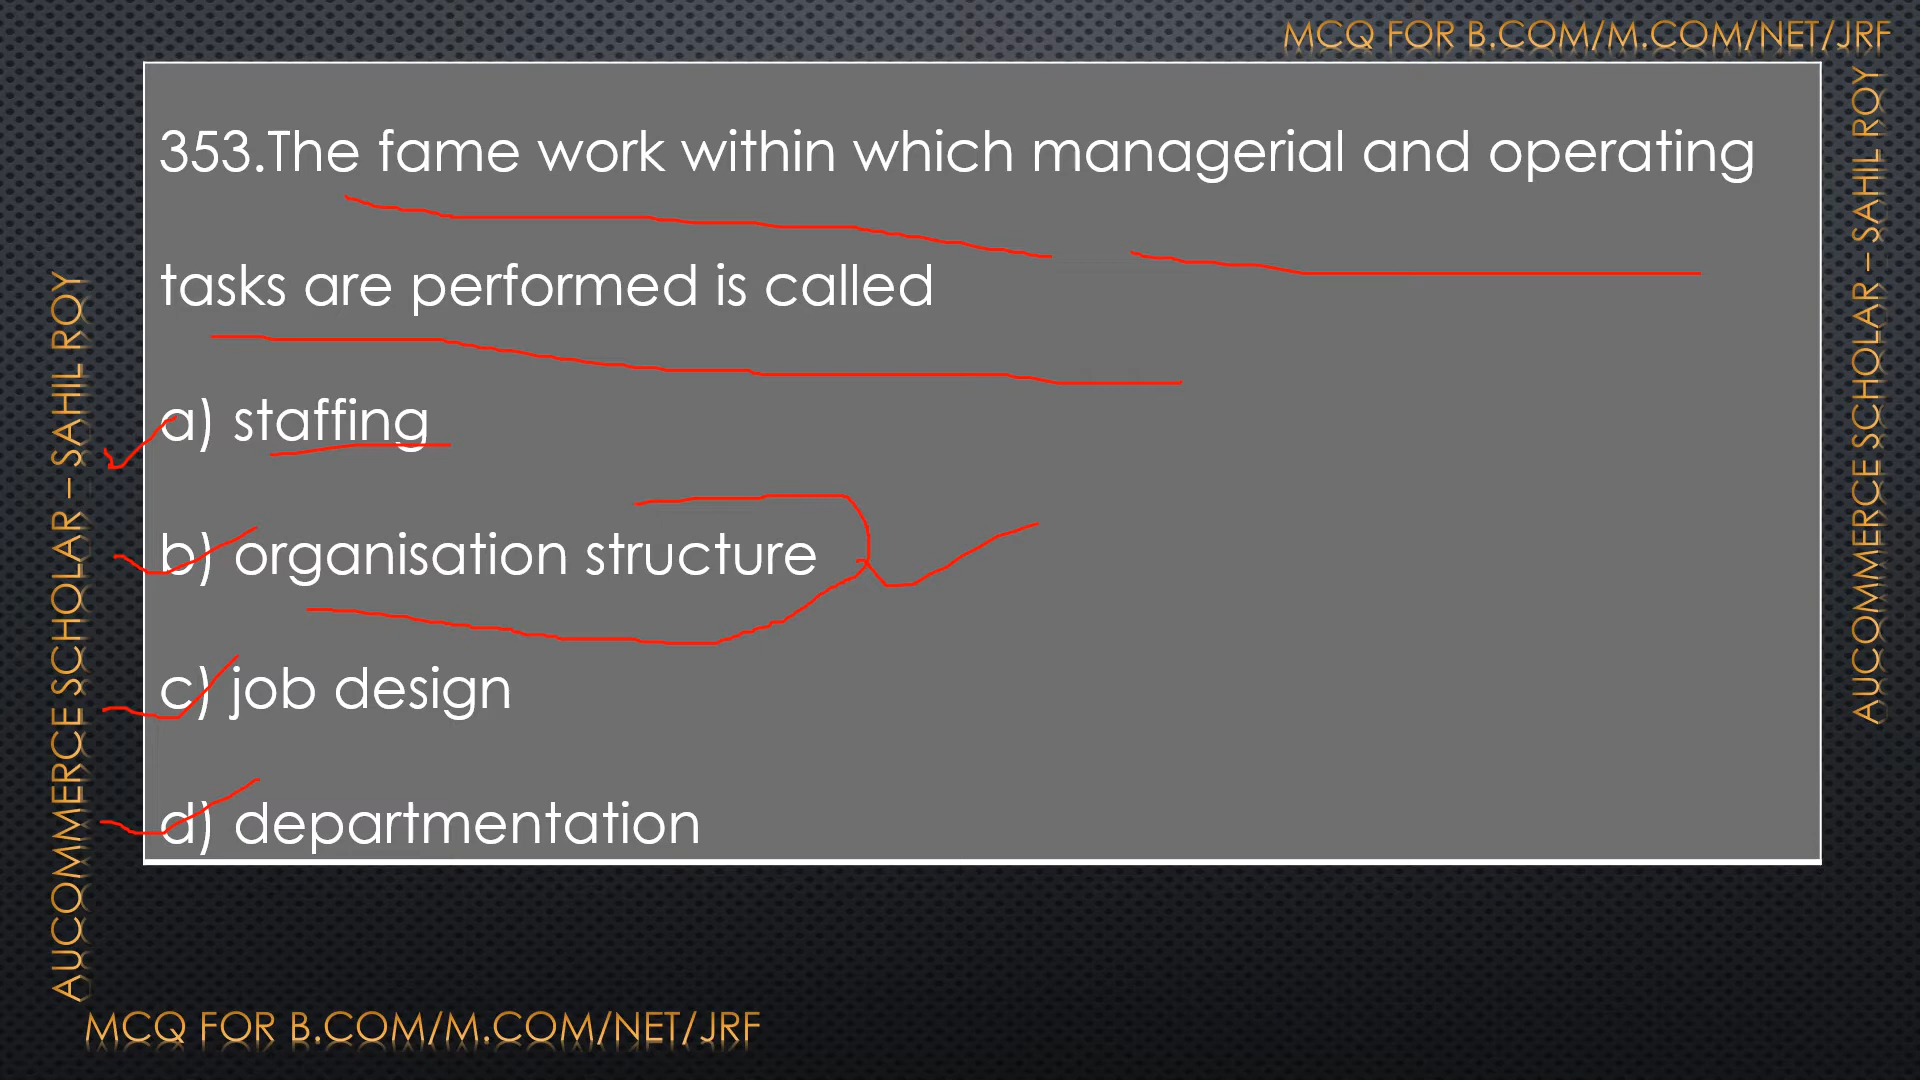 MCQ FOR B.COM/M.COM/NET/JRF
353.The fame work within which managerial and operating
tasks are performed is called
a) staffing
b) organisation structure
c) job design
d) departmentation
AUCOMMERCE SCHOLAR – SAHIL ROY
AUCOMMERCE SCHOLAR – SAHIL ROY
MCQ FOR B.COM/M.COM/NET/JRF